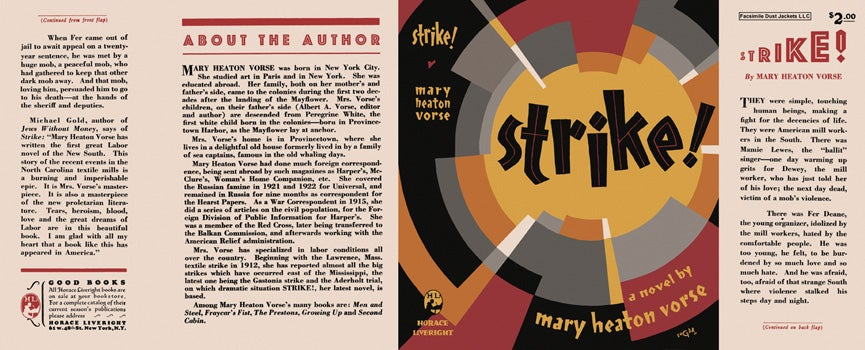 (Continued from front flap)
When Fer came out of
jail to await appeal on a twenty-
year sentence, he was met by a
huge mob, a peaceful mob, who
had gathered to keep that other
dark mob away. And that mob,
loving him, persuaded him to go
to his death—at the hands of
the sheriff and deputies.
Michael Gold, author of
Jews Without Money, says of
Strike: "Mary Heaton Vorse has
written the first great Labor
novel of the New South. This
story of the recent events in the
North Carolina textile mills is
a burning and imperishable
epic. It is Mrs. Vorse's master-
piece. It is also a masterpiece
of the new proletarian litera-
ture. Tears, heroism, blood,
love and the great dreams of
Labor are in this beautiful
book. I am glad with all my
heart that a book like this has
appeared in America."
GOOD BOOKS
All Horace Liveright books are
on sale at your bookstore.
For a complete catalog of their
current season's publications
please address
HORACE LIVERIGHT
61 w. 48th St. New York, N.Y.
HL
ABOUT THE AUTHOR
MARY HEATON VORSE was born in New York City.
She studied art in Paris and in New York. She was
educated abroad. Her family, both on her mother's and
father's side, came to the colonies during the first two dec-
ades after the landing of the Mayflower. Mrs. Vorse's
children, on their father's side (Albert A. Vorse, editor
and author) are descended from Peregrine White, the
first white child born in the colonies—born in Province-
town Harbor, as the Mayflower lay at anchor.
Mrs. Vorse's home is in Provincetown, where she
lives in a delightful old house formerly lived in by a family
of sea captains, famous in the old whaling days.
Mary Heaton Vorse had done much foreign correspond-
ence, being sent abroad by such magazines as Harper's, Mc-
Clure's, Woman's Home Companion, etc. She covered
the Russian famine in 1921 and 1922 for Universal, and
remained in Russia for nine months as correspondent for
the Hearst Papers. As a War Correspondent in 1915, she
did a series of articles on the civil population, for the For-
eign Division of Public Information for Harper's. She
was a member of the Red Cross, later being transferred to
the Balkan Commission, and afterwards working with the
American Relief administration.
Mrs. Vorse has specialized in labor conditions all
over the country. Beginning with the Lawrence, Mass.
textile strike in 1912, she has reported almost all the big
strikes which have occurred east of the Mississippi, the
latest one being the Gastonia strike and the Aderholt trial,
on which dramatic situation STRIKE!, her latest novel, is
based.
Among Mary Heaton Vorse's many books are: Men and
Steel, Fraycar's Fist, The Prestons, Growing Up and Second
Cabin.
strike!
mary
heaton
vorse
HL
HORACE
LIVERIGHT
strike!
a novel by
mary heaton vorse
Facsimile Dust Jackets LLC
$2.00
STRIKE!
By MARY HEATON VORSE
THEY were simple, touching
human beings, making a
fight for the decencies of life.
They were American mill work-
ers in the South. There was
Mamie Lewes, the "ballit"
singer—one day warming up
grits for Dewey, the mill
worker, who has just told her
of his love; the next day dead,
victim of a mob's violence.
There was Fer Deane,
the young organizer, idolized by
the mill workers, hated by the
comfortable people. He was
too young, he felt, to be bur-
dened by so much love and so
much hate. And he was afraid,
too, afraid of that strange South
where violence stalked his
steps day and night.
(Continued on back flap)